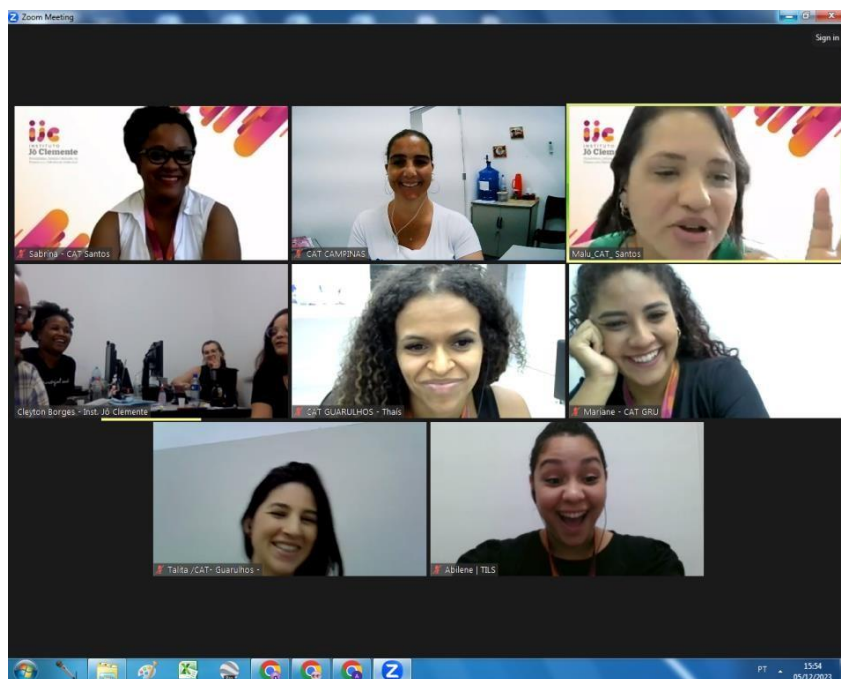 Zoom Meeting
Sign in
ijc
INSTITUTO
Jô Clemente
Sabrina - CAT Santos
CAT CAMPINAS
ijc
INSTITUTO
Jô Clemente
Malu_CAT_ Santos
Cleyton Borges - Inst. Jô Clemente
CAT GUARULHOS - Thaís
Mariane - CAT GRU
Talita /CAT- Guarulhos -
Abilene | TILS
PT
15:54
05/12/2023